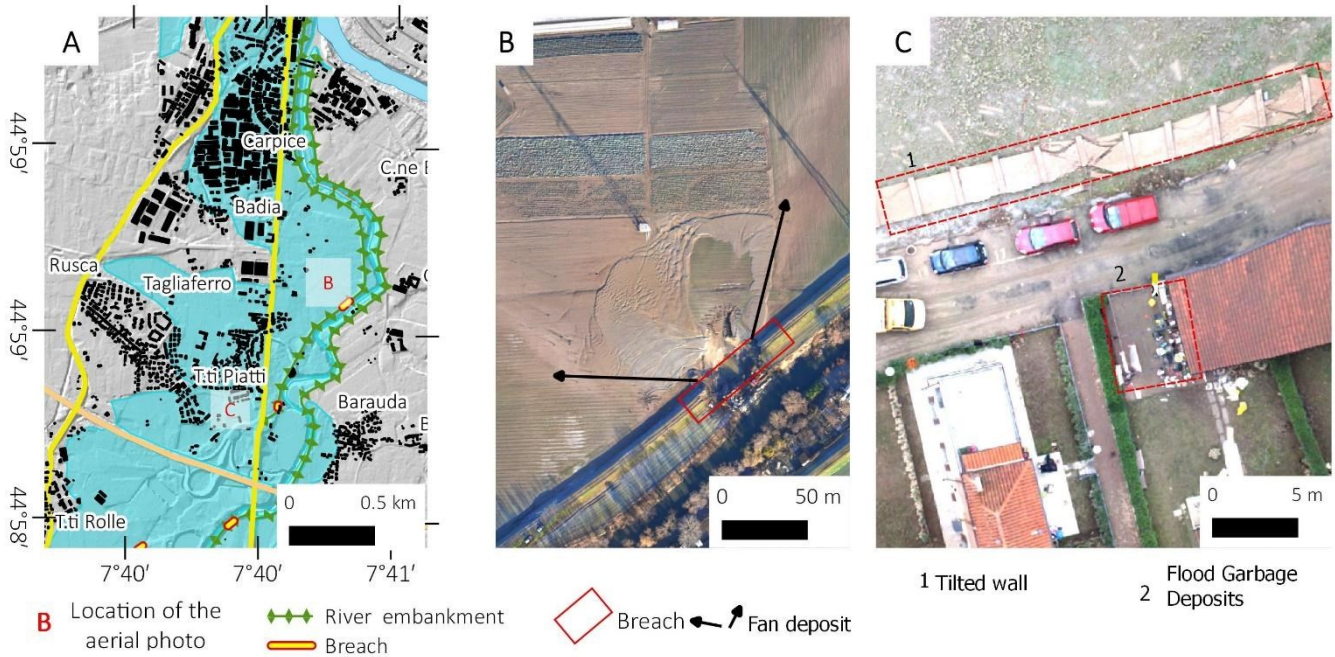 A
B
C
44°59′
44°59′
44°58′
Carpice
C.ne
Badia
Rusca
Tagliaferro
B
T.ti Piatti
C
Barauda
T.ti Rolle
0 0.5 km
7°40′ 7°40′ 7°41′
0 50 m
1
2
0 5 m
B Location of the
aerial photo
River embankment
Breach
Breach
Fan deposit
1 Tilted wall
2 Flood Garbage
Deposits